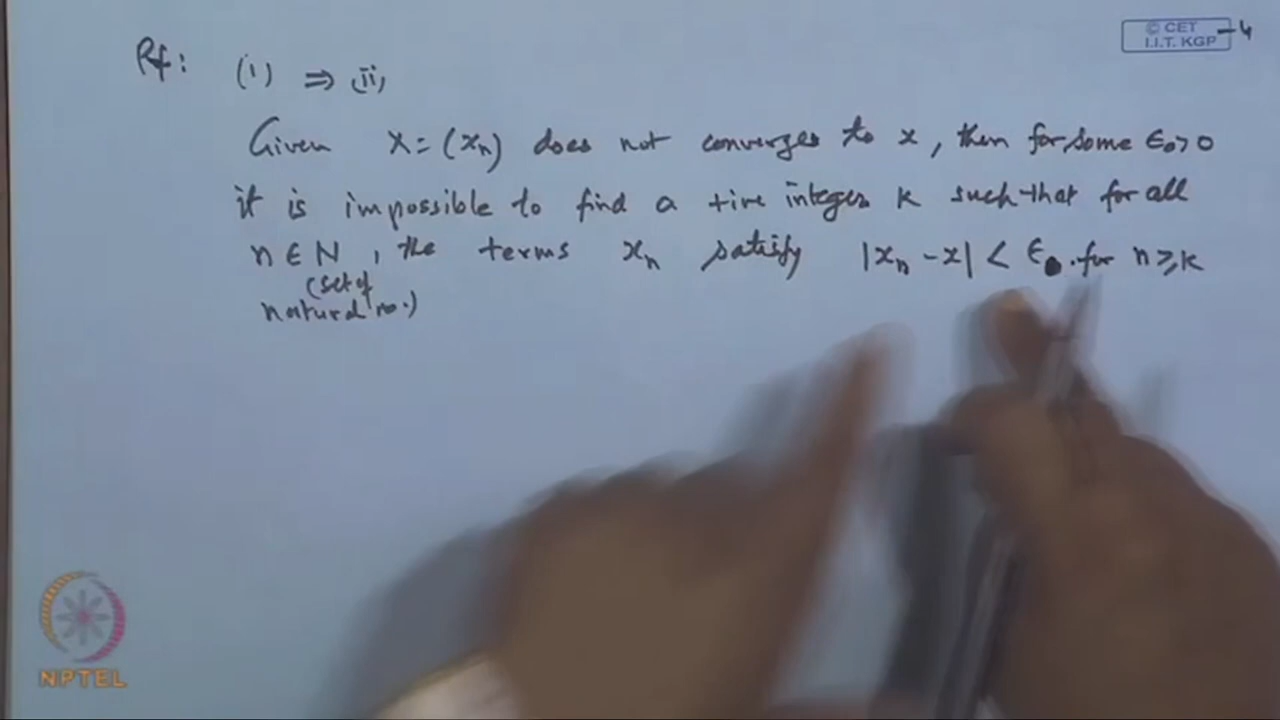 © CET
I.I.T. KGP -4
Pf: (i) ⇒ (ii)
Given X = (xn) does not converges to x, then for some ϵ0 > 0
it is impossible to find a +ive integer K such that for all
n ∈ N, the terms xn satisfy |xn - x| < ϵ0. for n ≥ K
(set of
natural no.)
NPTEL